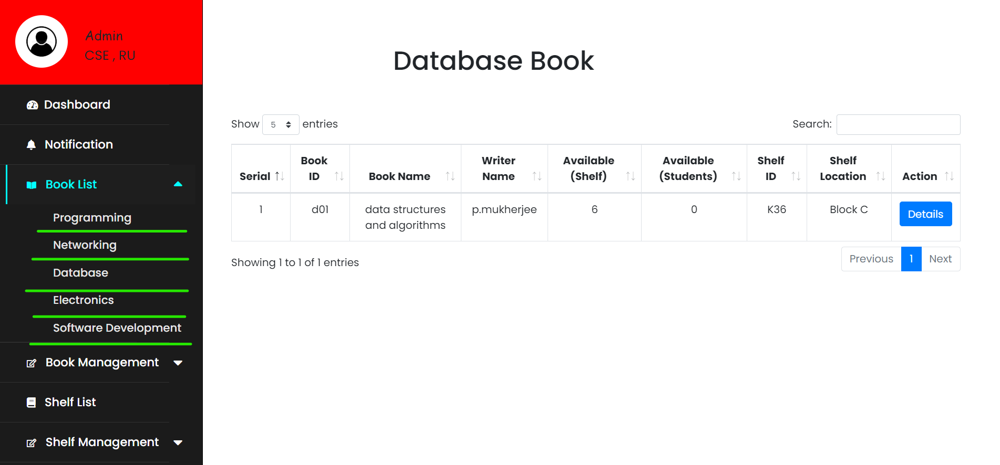 Admin
CSE , RU
Dashboard
Notification
Book List
Programming
Networking
Database
Electronics
Software Development
Book Management
Shelf List
Shelf Management
Database Book
Show 5 entries
Search:
Serial
Book
ID
Book Name
Writer
Name
Available
(Shelf)
Available
(Students)
Shelf
ID
Shelf
Location
Action
1
d01
data structures
and algorithms
p.mukherjee
6
0
K36
Block C
Details
Showing 1 to 1 of 1 entries
Previous 1 Next